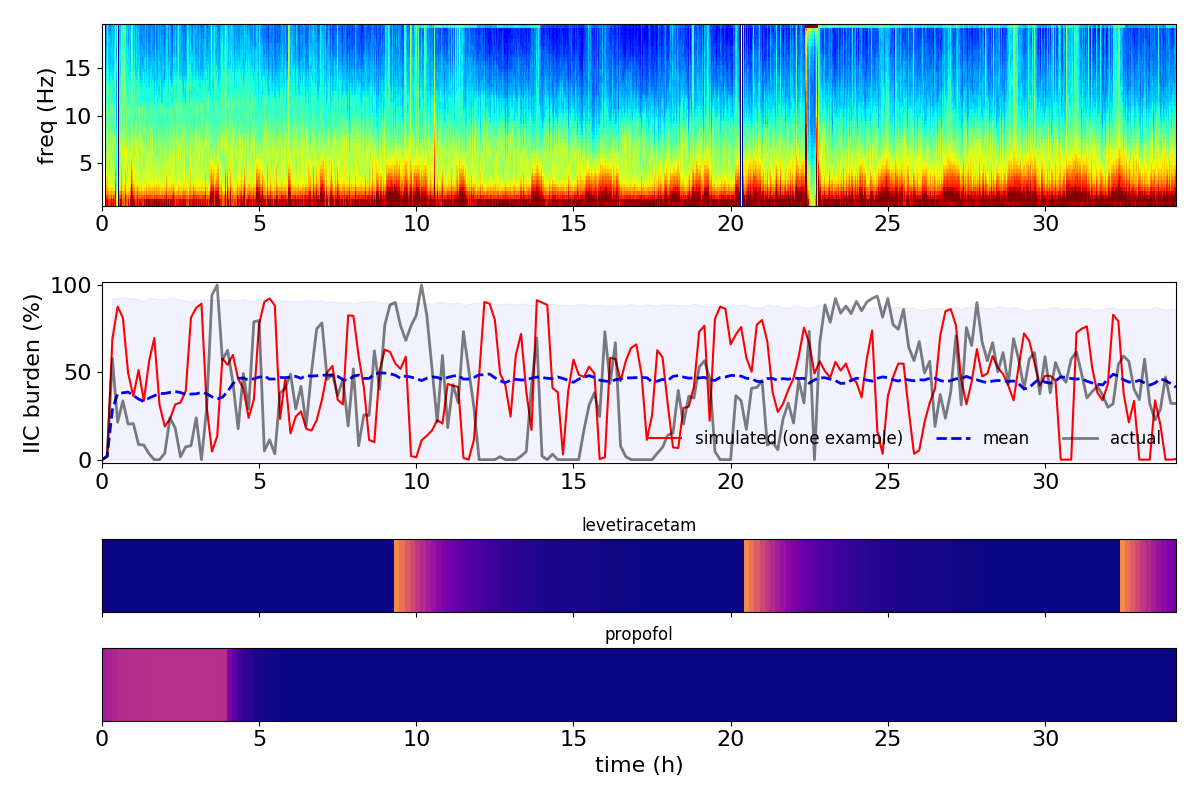 freq (Hz)
15
10
5
0 5 10 15 20 25 30
IIC burden (%)
100
50
0
simulated (one example) mean actual
0 5 10 15 20 25 30
levetiracetam
propofol
0 5 10 15 20 25 30
time (h)